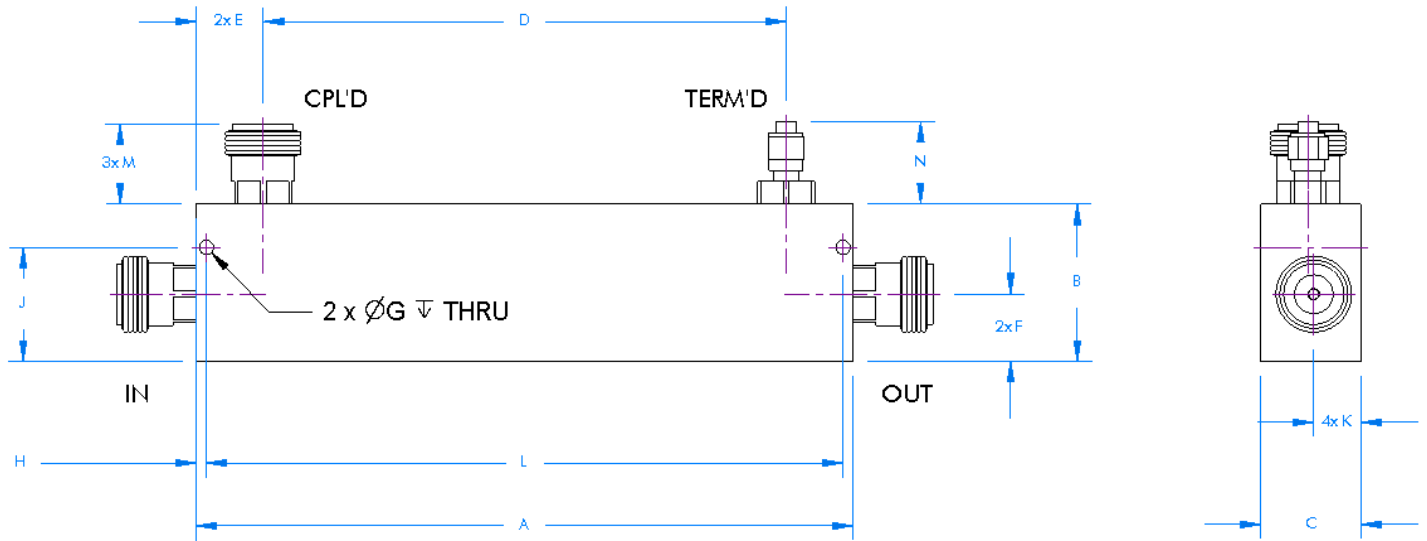 2x E
D
CPL'D
TERM'D
3x M
N
J
B
2 x ØG ↧ THRU
2x F
IN
OUT
4x K
H
L
A
C